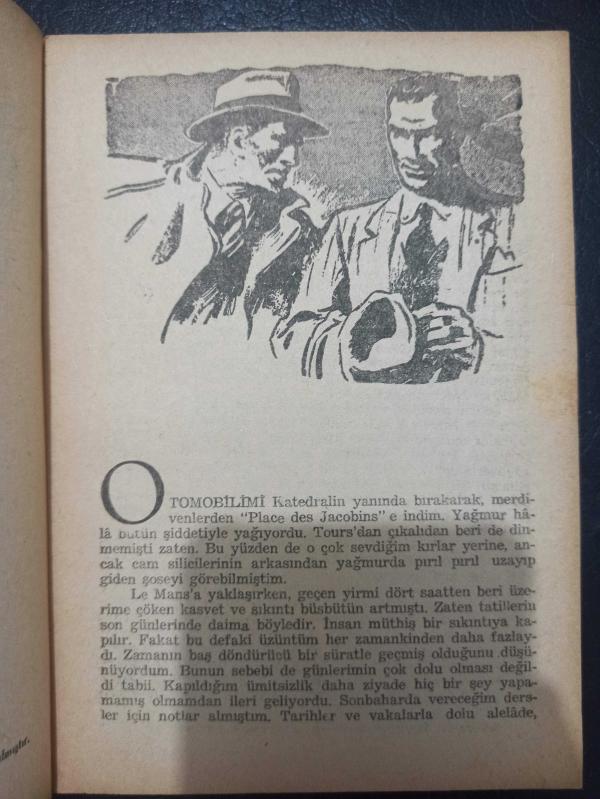 OTOMOBİLİMİ Katedralin yanında bırakarak, merdi-
venlerden "Place des Jacobins" e indim. Yağmur hâ-
lâ bütün şiddetiyle yağıyordu. Tours'dan çıkalıdan beri de din-
memişti zaten. Bu yüzden de o çok sevdiğim kırlar yerine, an-
cak cam silicilerinin arkasından yağmurda pırıl pırıl uzayıp
giden şoseyi görebilmiştim.
Le Mans'a yaklaşırken, geçen yirmi dört saatten beri üze-
rime çöken kasvet ve sıkıntı büsbütün artmıştı. Zaten tatillerin
son günlerinde daima böyledir. İnsan müthiş bir sıkıntıya ka-
pılır. Fakat bu defaki üzüntüm her zamankinden daha fazlay-
dı. Zamanın baş döndürücü bir süratle geçmiş olduğunu düşü-
nüyordum. Bunun sebebi de günlerimin çok dolu olması değil-
di tabii. Kapıldığım ümitsizlik daha ziyade hiç bir şey yapa-
mamış olmamdan ileri geliyordu. Sonbaharda vereceğim ders-
ler için notlar almıştım. Tarihler ve vakalarla dolu alelâde,